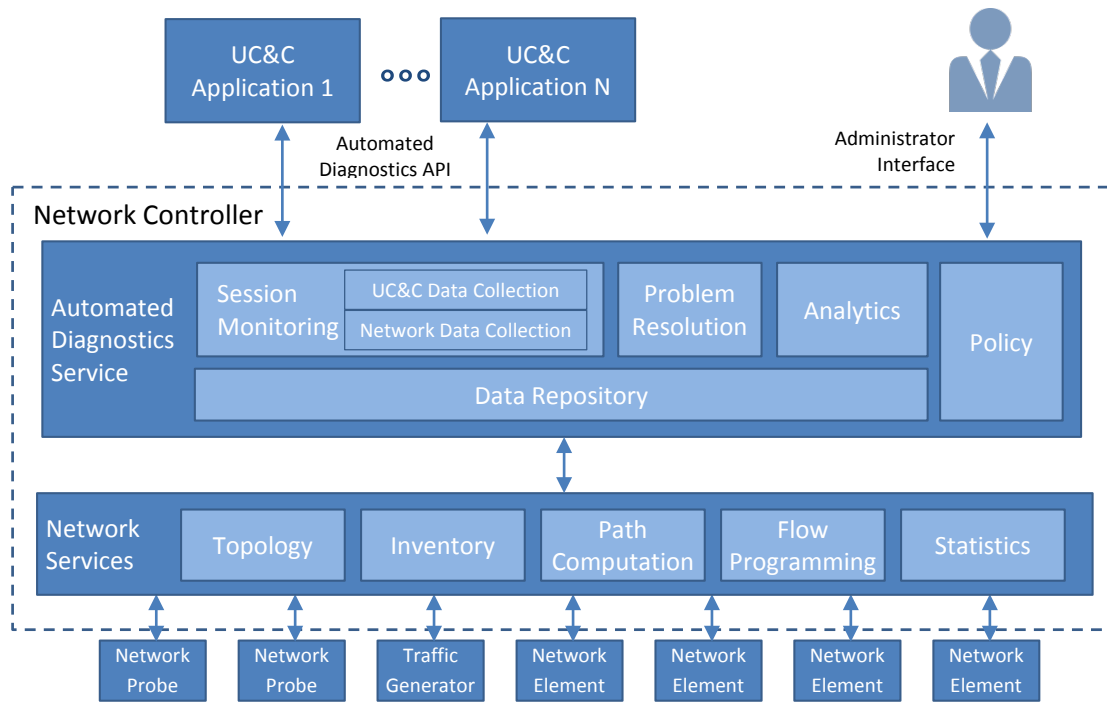 UC&C
Application 1
UC&C
Application N
Automated
Diagnostics API
Administrator
Interface
Network Controller
Automated
Diagnostics
Service
Session
Monitoring
UC&C Data Collection
Network Data Collection
Problem
Resolution
Analytics
Policy
Data Repository
Network
Services
Topology
Inventory
Path
Computation
Flow
Programming
Statistics
Network
Probe
Network
Probe
Traffic
Generator
Network
Element
Network
Element
Network
Element
Network
Element